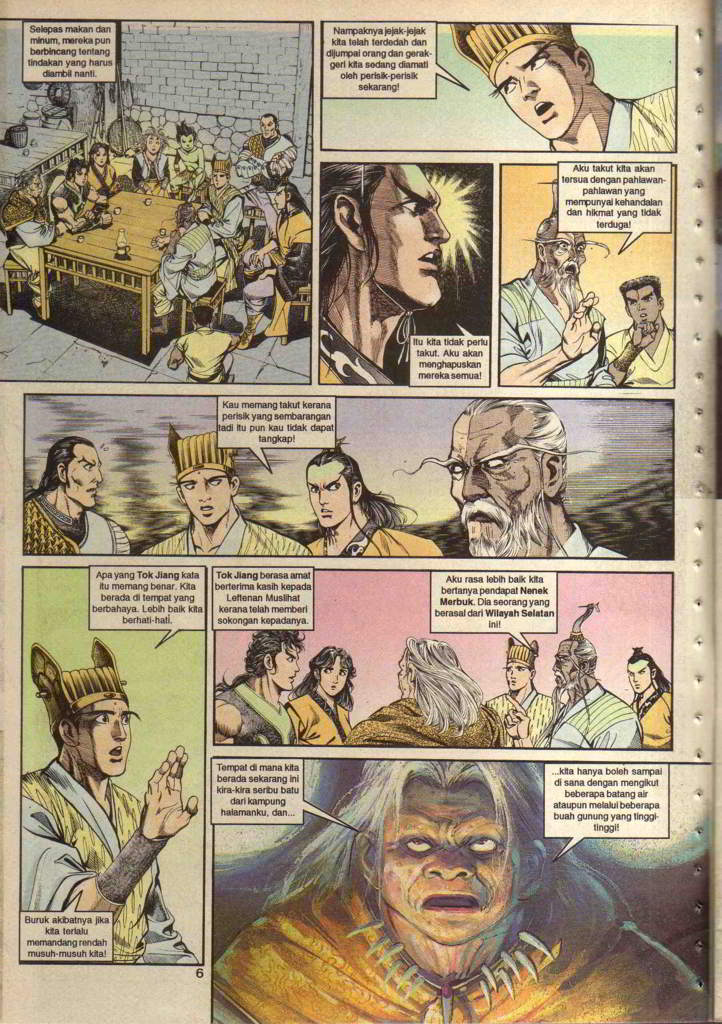 Selepas makan dan
minum, mereka pun
berbincang tentang
tindakan yang harus
diambil nanti.
Nampaknya jejak-jejak
kita telah terdedah dan
dijumpai orang dan gerak-
geri kita sedang diamati
oleh perisik-perisik
sekarang!
Itu kita tidak perlu
takut. Aku akan
menghapuskan
mereka semua!
Aku takut kita akan
tersua dengan pahlawan-
pahlawan yang
mempunyai kehandalan
dan hikmat yang tidak
terduga!
Kau memang takut kerana
perisik yang sembarangan
tadi itu pun kau tidak dapat
tangkap!
Apa yang Tok Jiang kata
itu memang benar. Kita
berada di tempat yang
berbahaya. Lebih baik kita
berhati-hati.
Buruk akibatnya jika
kita terlalu
memandang rendah
musuh-musuh kita!
Tok Jiang berasa amat
berterima kasih kepada
Leftenan Muslihat
kerana telah memberi
sokongan kepadanya.
Aku rasa lebih baik kita
bertanya pendapat Nenek
Merbuk. Dia seorang yang
berasal dari Wilayah Selatan
ini!
Tempat di mana kita
berada sekarang ini
kira-kira seribu batu
dari kampung
halamanku, dan...
...kita hanya boleh sampai
di sana dengan mengikut
beberapa batang air
ataupun melalui beberapa
buah gunung yang tinggi-
tinggi!
6